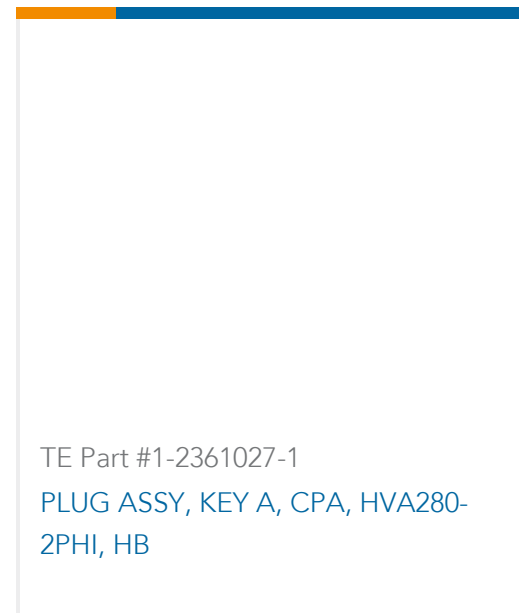 TE Part #1-2361027-1
PLUG ASSY, KEY A, CPA, HVA280-
2PHI, HB